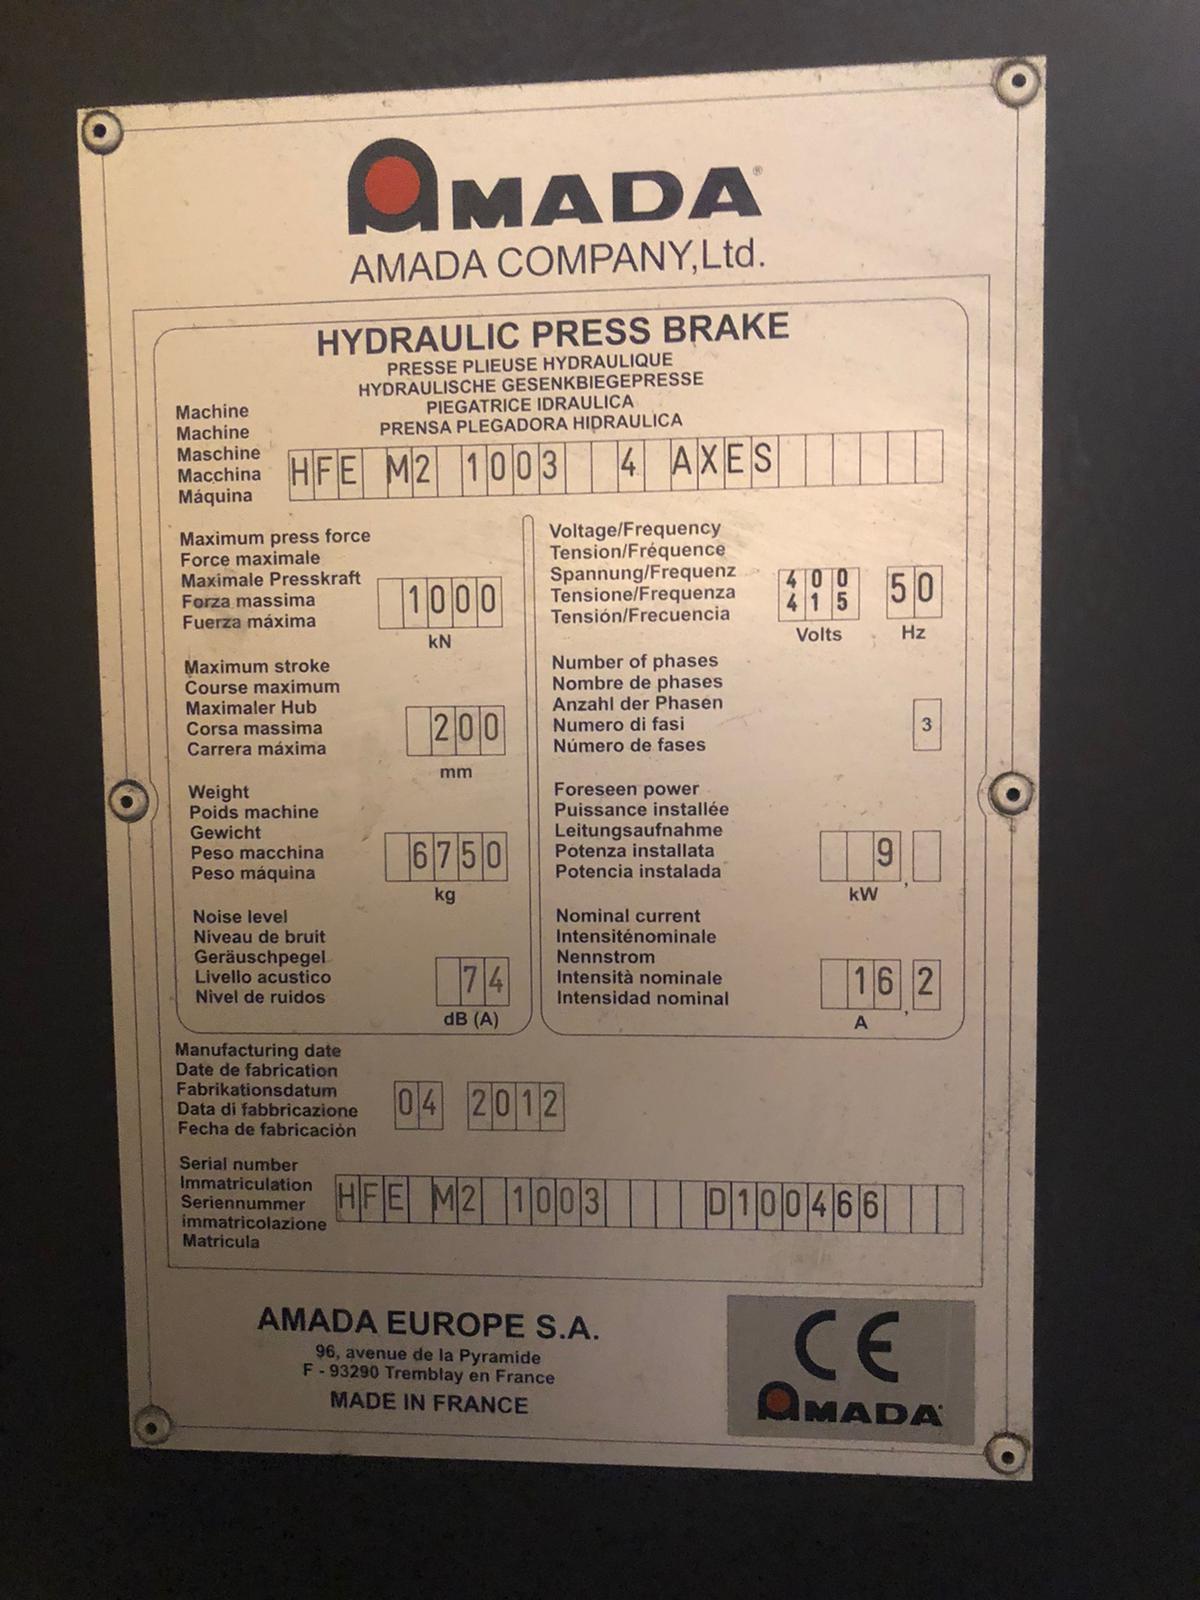 AMADA®
AMADA COMPANY,Ltd.
HYDRAULIC PRESS BRAKE
PRESSE PLIEUSE HYDRAULIQUE
HYDRAULISCHE GESENKBIEGEPRESSE
PIEGATRICE IDRAULICA
PRENSA PLEGADORA HIDRAULICA
Machine
Machine
Maschine
Macchina
Máquina
HFE M2 1003 4 AXES
Maximum press force
Force maximale
Maximale Presskraft
Forza massima
Fuerza máxima
1000
kN
Maximum stroke
Course maximum
Maximaler Hub
Corsa massima
Carrera máxima
200
mm
Weight
Poids machine
Gewicht
Peso macchina
Peso máquina
6750
kg
Noise level
Niveau de bruit
Geräuschpegel
Livello acustico
Nivel de ruidos
74
dB (A)
Voltage/Frequency
Tension/Fréquence
Spannung/Frequenz
Tensione/Frequenza
Tensión/Frecuencia
400
415
Volts
50
Hz
Number of phases
Nombre de phases
Anzahl der Phasen
Numero di fasi
Número de fases
3
Foreseen power
Puissance installée
Leitungsaufnahme
Potenza installata
Potencia instalada
9,
kW
Nominal current
Intensiténominale
Nennstrom
Intensità nominale
Intensidad nominal
16,2
A
Manufacturing date
Date de fabrication
Fabrikationsdatum
Data di fabbricazione
Fecha de fabricación
04 2012
Serial number
Immatriculation
Seriennummer
immatricolazione
Matricula
HFE M2 1003 D100466
AMADA EUROPE S.A.
96, avenue de la Pyramide
F - 93290 Tremblay en France
MADE IN FRANCE
CE
AMADA